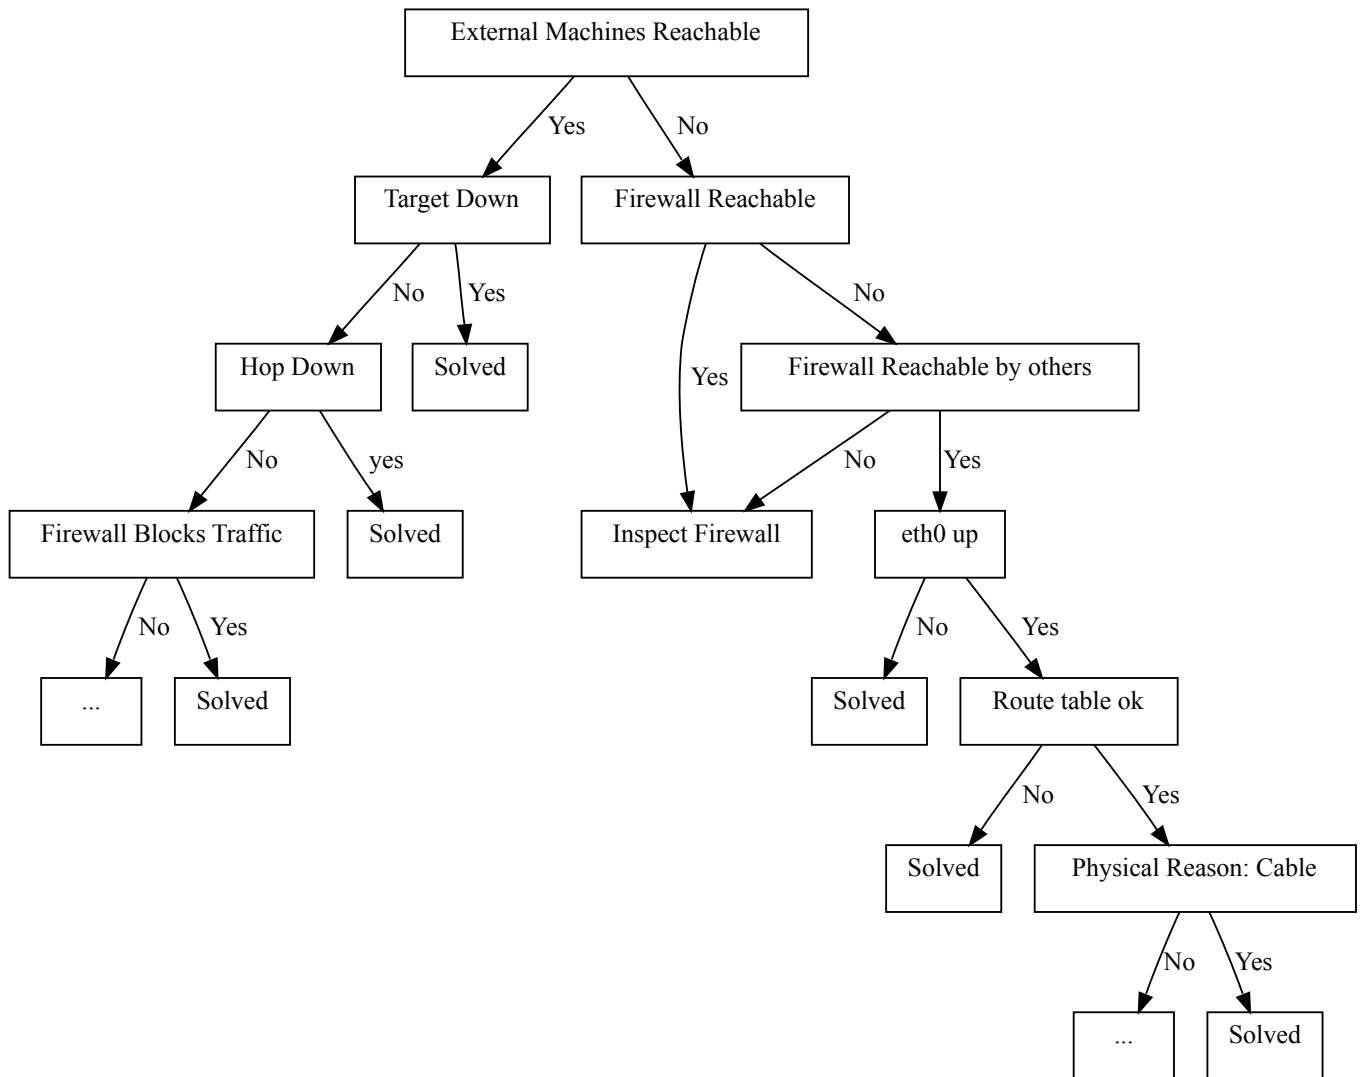 External Machines Reachable
Yes
No
Target Down
Firewall Reachable
No
Yes
No
Hop Down
Solved
Yes
Firewall Reachable by others
No
yes
No
Yes
Firewall Blocks Traffic
Solved
Inspect Firewall
eth0 up
No
Yes
No
Yes
...
Solved
Solved
Route table ok
No
Yes
Solved
Physical Reason: Cable
No
Yes
...
Solved